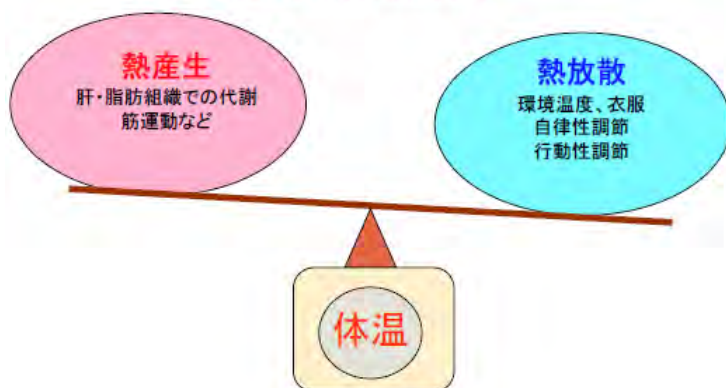 熱産生
肝・脂肪組織での代謝
筋運動など
熱放散
環境温度、衣服
自律性調節
行動性調節
体温